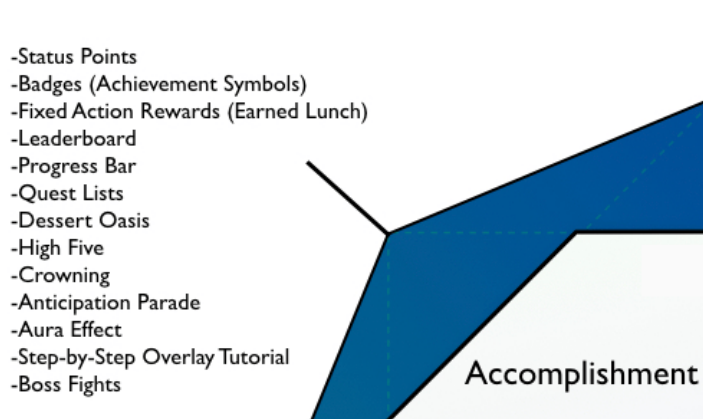 -Status Points
-Badges (Achievement Symbols)
-Fixed Action Rewards (Earned Lunch)
-Leaderboard
-Progress Bar
-Quest Lists
-Dessert Oasis
-High Five
-Crowning
-Anticipation Parade
-Aura Effect
-Step-by-Step Overlay Tutorial
-Boss Fights
Accomplishment